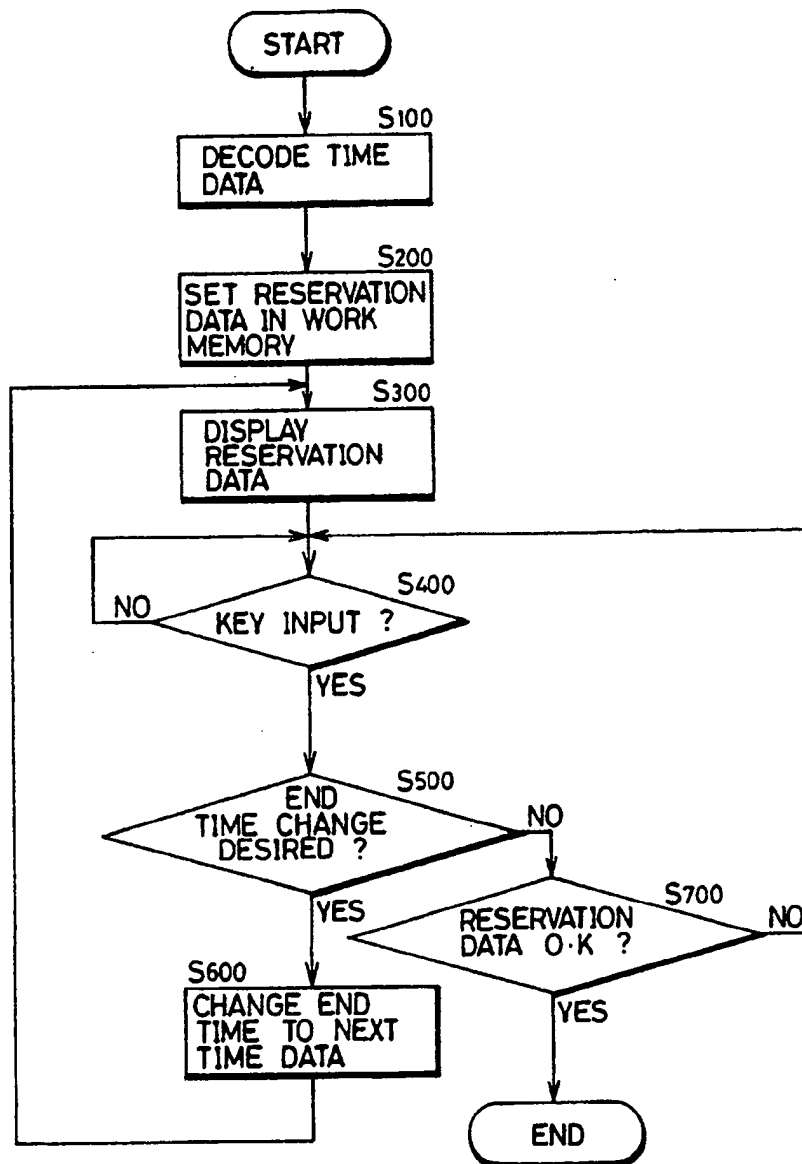 START
S100
DECODE TIME
DATA
S200
SET RESERVATION
DATA IN WORK
MEMORY
S300
DISPLAY
RESERVATION
DATA
S400
NO
KEY INPUT ?
YES
S500
END
TIME CHANGE
DESIRED ?
NO
YES
S700
RESERVATION
DATA O·K ?
NO
S600
CHANGE END
TIME TO NEXT
TIME DATA
YES
END